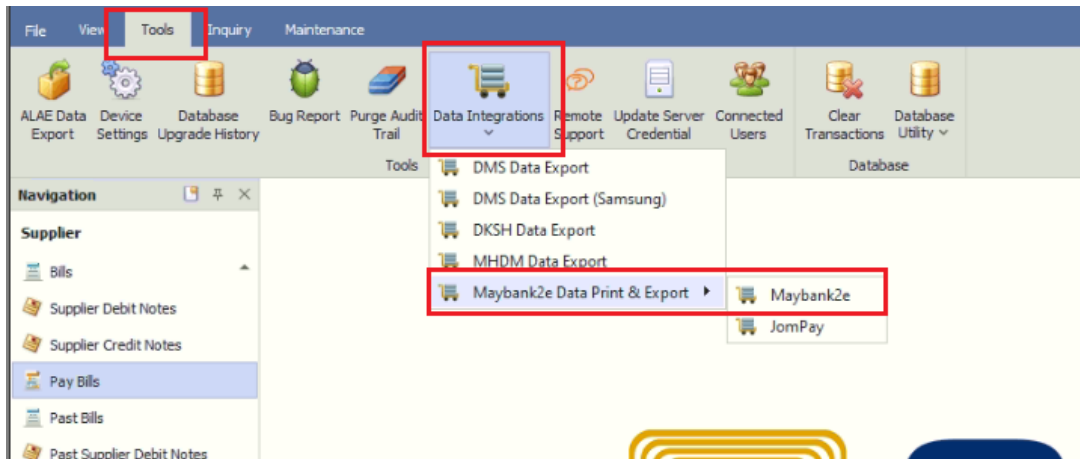 File View Tools Inquiry Maintenance
ALAE Data Export
Device Settings
Database Upgrade History
Bug Report
Purge Audit Trail
Data Integrations
Remote Support
Update Server Credential
Connected Users
Clear Transactions
Database Utility
Tools
Database
DMS Data Export
DMS Data Export (Samsung)
DKSH Data Export
MHDM Data Export
Maybank2e Data Print & Export
Maybank2e
JomPay
Navigation
Supplier
Bills
Supplier Debit Notes
Supplier Credit Notes
Pay Bills
Past Bills
Past Supplier Debit Notes